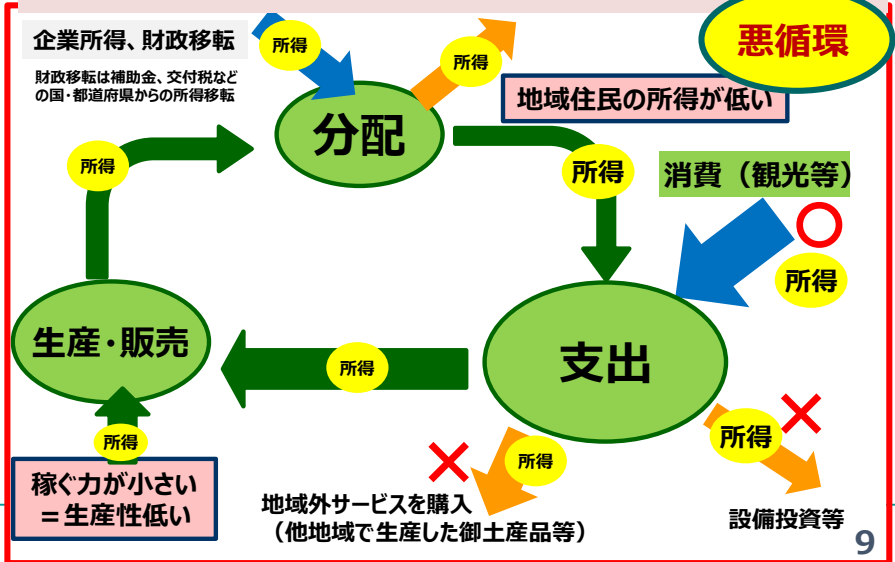 悪循環
企業所得、財政移転
財政移転は補助金、交付税など
の国・都道府県からの所得移転
所得
所得
分配
地域住民の所得が低い
所得
所得
消費（観光等）
所得
生産・販売
所得
支出
所得
稼ぐ力が小さい
＝生産性低い
所得
所得
地域外サービスを購入
（他地域で生産した御土産品等）
設備投資等
9